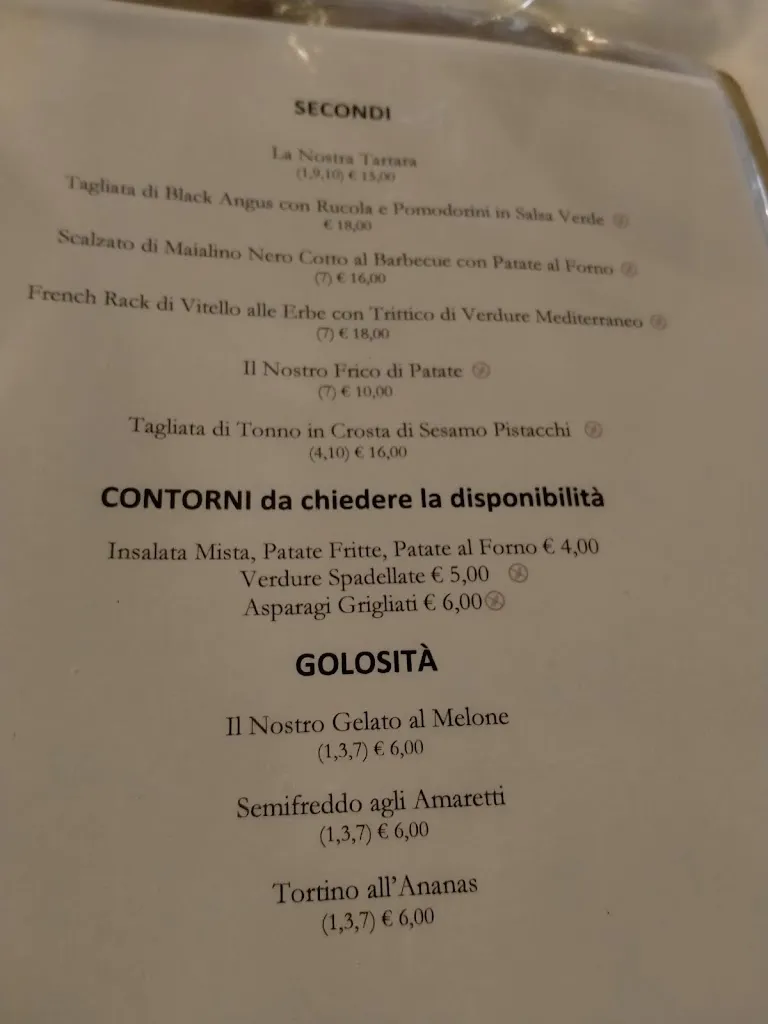 SECONDI
La Nostra Tartara
(1,9,10) € 15,00
Tagliata di Black Angus con Rucola e Pomodorini in Salsa Verde
€ 18,00
Scalzato di Maialino Nero Cotto al Barbecue con Patate al Forno
(7) € 16,00
French Rack di Vitello alle Erbe con Trittico di Verdure Mediterraneo
(7) € 18,00
Il Nostro Frico di Patate
(7) € 10,00
Tagliata di Tonno in Crosta di Sesamo Pistacchi
(4,10) € 16,00
CONTORNI da chiedere la disponibilità
Insalata Mista, Patate Fritte, Patate al Forno € 4,00
Verdure Spadellate € 5,00
Asparagi Grigliati € 6,00
GOLOSITÀ
Il Nostro Gelato al Melone
(1,3,7) € 6,00
Semifreddo agli Amaretti
(1,3,7) € 6,00
Tortino all'Ananas
(1,3,7) € 6,00